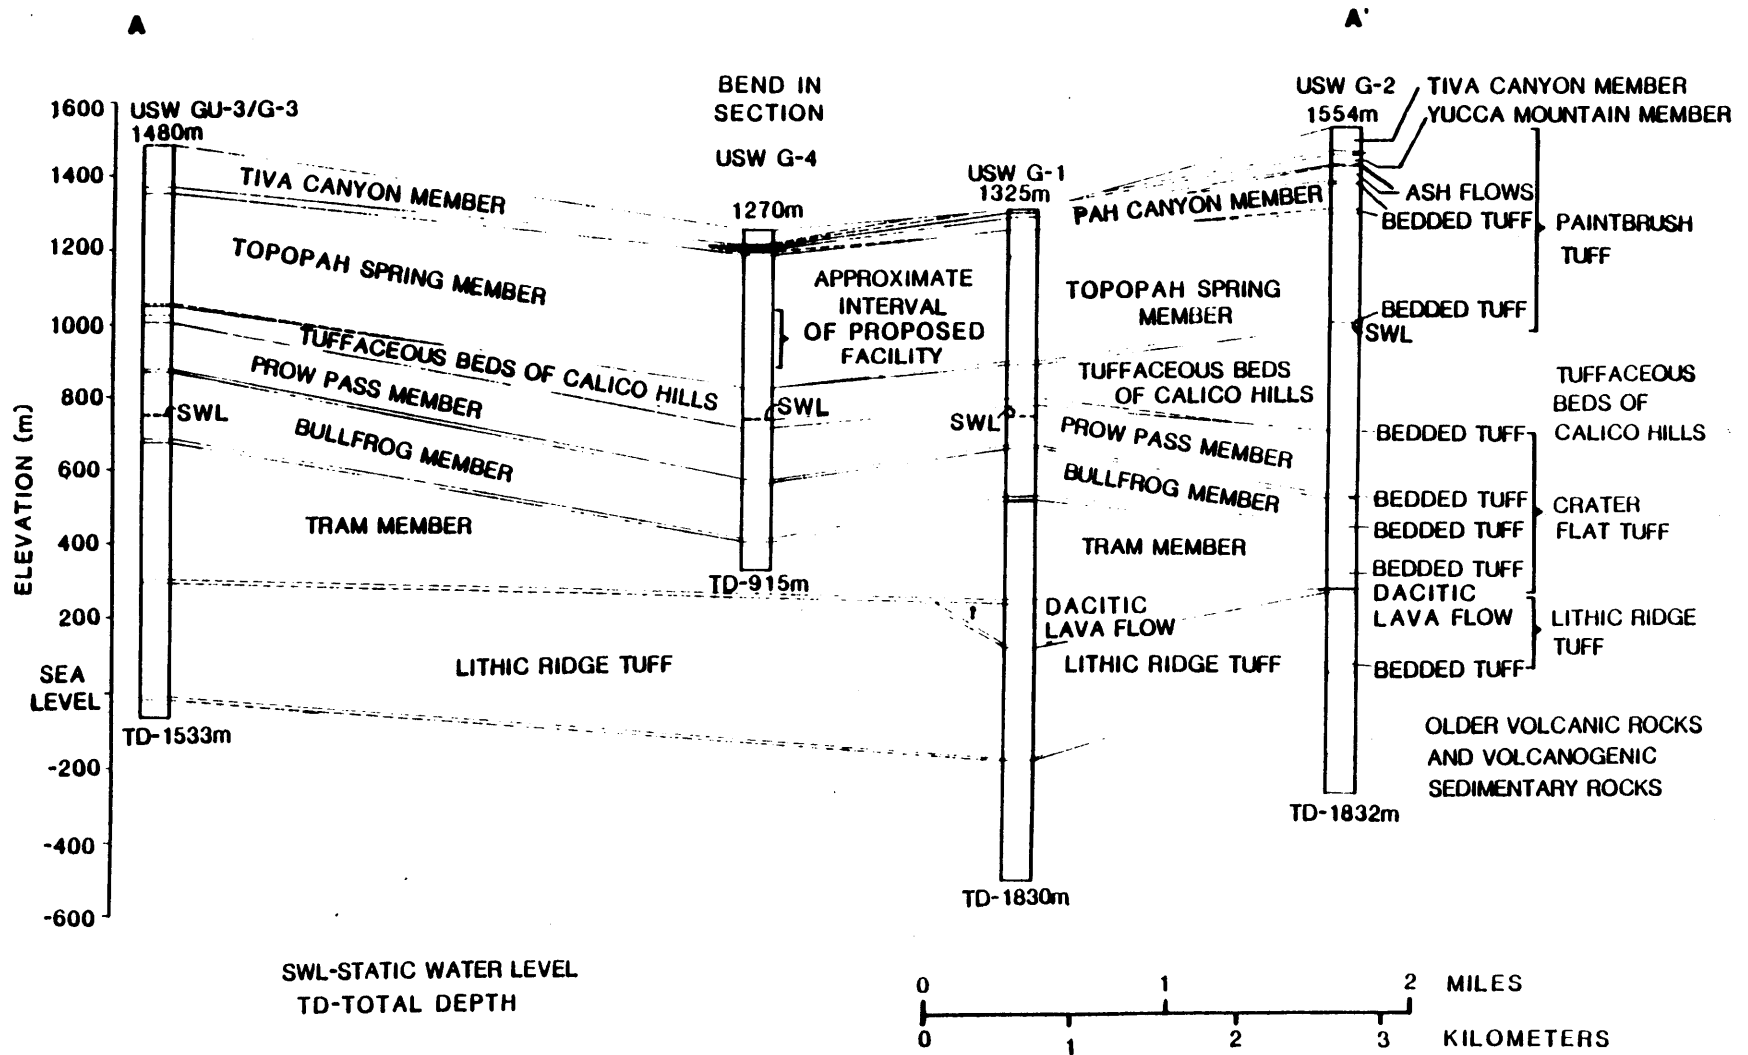 A
A'
USW GU-3/G-3
1480m
BEND IN
SECTION
USW G-4
1270m
USW G-1
1325m
USW G-2
1554m
TIVA CANYON MEMBER
YUCCA MOUNTAIN MEMBER
ASH FLOWS
BEDDED TUFF
PAINTBRUSH
TUFF
BEDDED TUFF
SWL
TUFFACEOUS
BEDS OF
CALICO HILLS
BEDDED TUFF
BEDDED TUFF
BEDDED TUFF
CRATER
FLAT TUFF
BEDDED TUFF
DACITIC
LAVA FLOW
LITHIC RIDGE
TUFF
BEDDED TUFF
OLDER VOLCANIC ROCKS
AND VOLCANOGENIC
SEDIMENTARY ROCKS
TD-1832m
ELEVATION (m)
1600
1400
1200
1000
800
600
400
200
SEA
LEVEL
-200
-400
-600
TIVA CANYON MEMBER
TOPOPAH SPRING MEMBER
TUFFACEOUS BEDS OF CALICO HILLS
PROW PASS MEMBER
SWL
BULLFROG MEMBER
TRAM MEMBER
LITHIC RIDGE TUFF
TD-1533m
APPROXIMATE
INTERVAL
OF PROPOSED
FACILITY
SWL
TD-915m
PAH CANYON MEMBER
TOPOPAH SPRING
MEMBER
TUFFACEOUS BEDS
OF CALICO HILLS
SWL
PROW PASS MEMBER
BULLFROG MEMBER
TRAM MEMBER
DACITIC
LAVA FLOW
LITHIC RIDGE TUFF
TD-1830m
SWL-STATIC WATER LEVEL
TD-TOTAL DEPTH
0 1 2 MILES
0 1 2 3 KILOMETERS